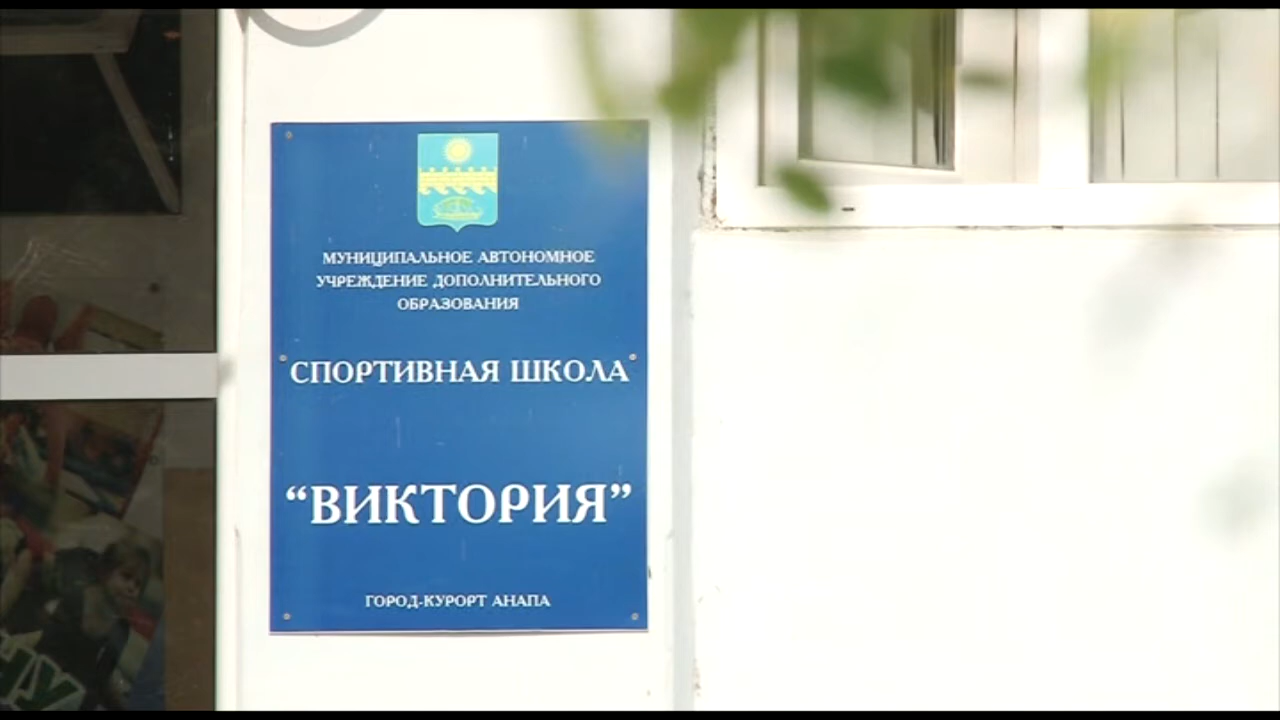 МУНИЦИПАЛЬНОЕ АВТОНОМНОЕ
УЧРЕЖДЕНИЕ ДОПОЛНИТЕЛЬНОГО
ОБРАЗОВАНИЯ
СПОРТИВНАЯ ШКОЛА
“ВИКТОРИЯ”
ГОРОД-КУРОРТ АНАПА